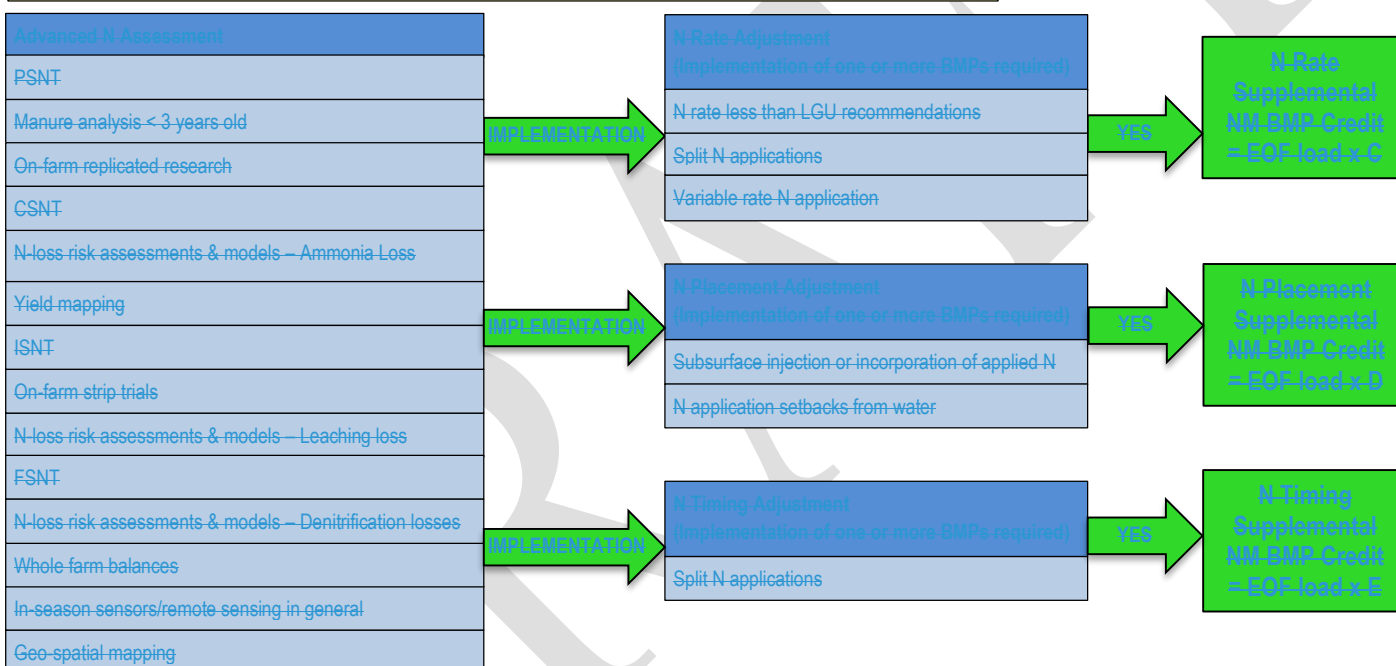 Advanced N Assessment
PSNT
Manure analysis < 3 years old
On-farm replicated research
CSNT
N-loss risk assessments & models – Ammonia Loss
Yield mapping
ISNT
On-farm strip trials
N-loss risk assessments & models – Leaching loss
FSNT
N-loss risk assessments & models – Denitrification losses
Whole farm balances
In-season sensors/remote sensing in general
Geo-spatial mapping
IMPLEMENTATION
N Rate Adjustment
(Implementation of one or more BMPs required)
N rate less than LGU recommendations
Split N applications
Variable rate N application
YES
N Rate
Supplemental
NM BMP Credit
= EOF load x C
IMPLEMENTATION
N Placement Adjustment
(Implementation of one or more BMPs required)
Subsurface injection or incorporation of applied N
N application setbacks from water
YES
N Placement
Supplemental
NM BMP Credit
= EOF load x D
IMPLEMENTATION
N Timing Adjustment
(Implementation of one or more BMPs required)
Split N applications
YES
N Timing
Supplemental
NM BMP Credit
= EOF load x E